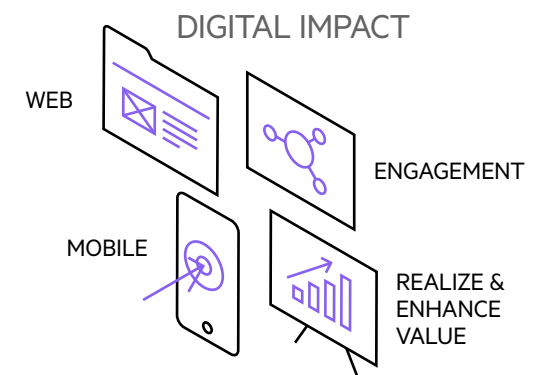 DIGITAL IMPACT
WEB
ENGAGEMENT
MOBILE
REALIZE &
ENHANCE
VALUE